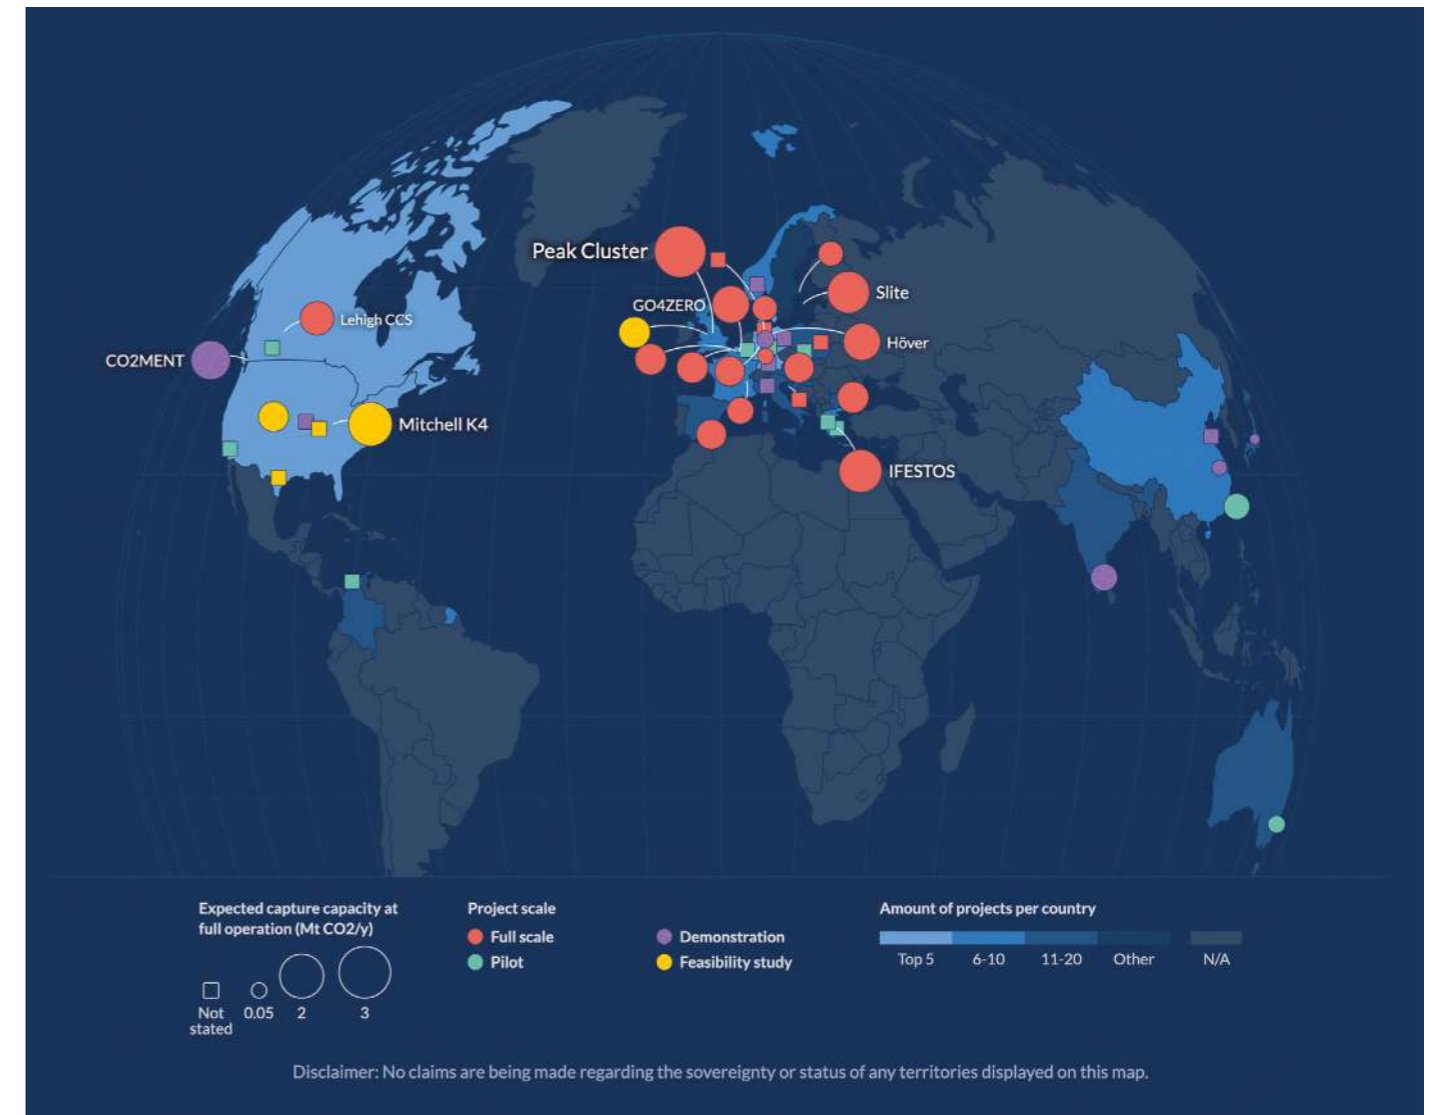 Peak Cluster
GO4ZERO
Slite
Lehigh CCS
Höver
CO2MENT
Mitchell K4
IFESTOS
Expected capture capacity at
full operation (Mt CO2/y)
Not
stated
0.05
2
3
Project scale
Full scale
Pilot
Demonstration
Feasibility study
Amount of projects per country
Top 5
6-10
11-20
Other
N/A
Disclaimer: No claims are being made regarding the sovereignty or status of any territories displayed on this map.